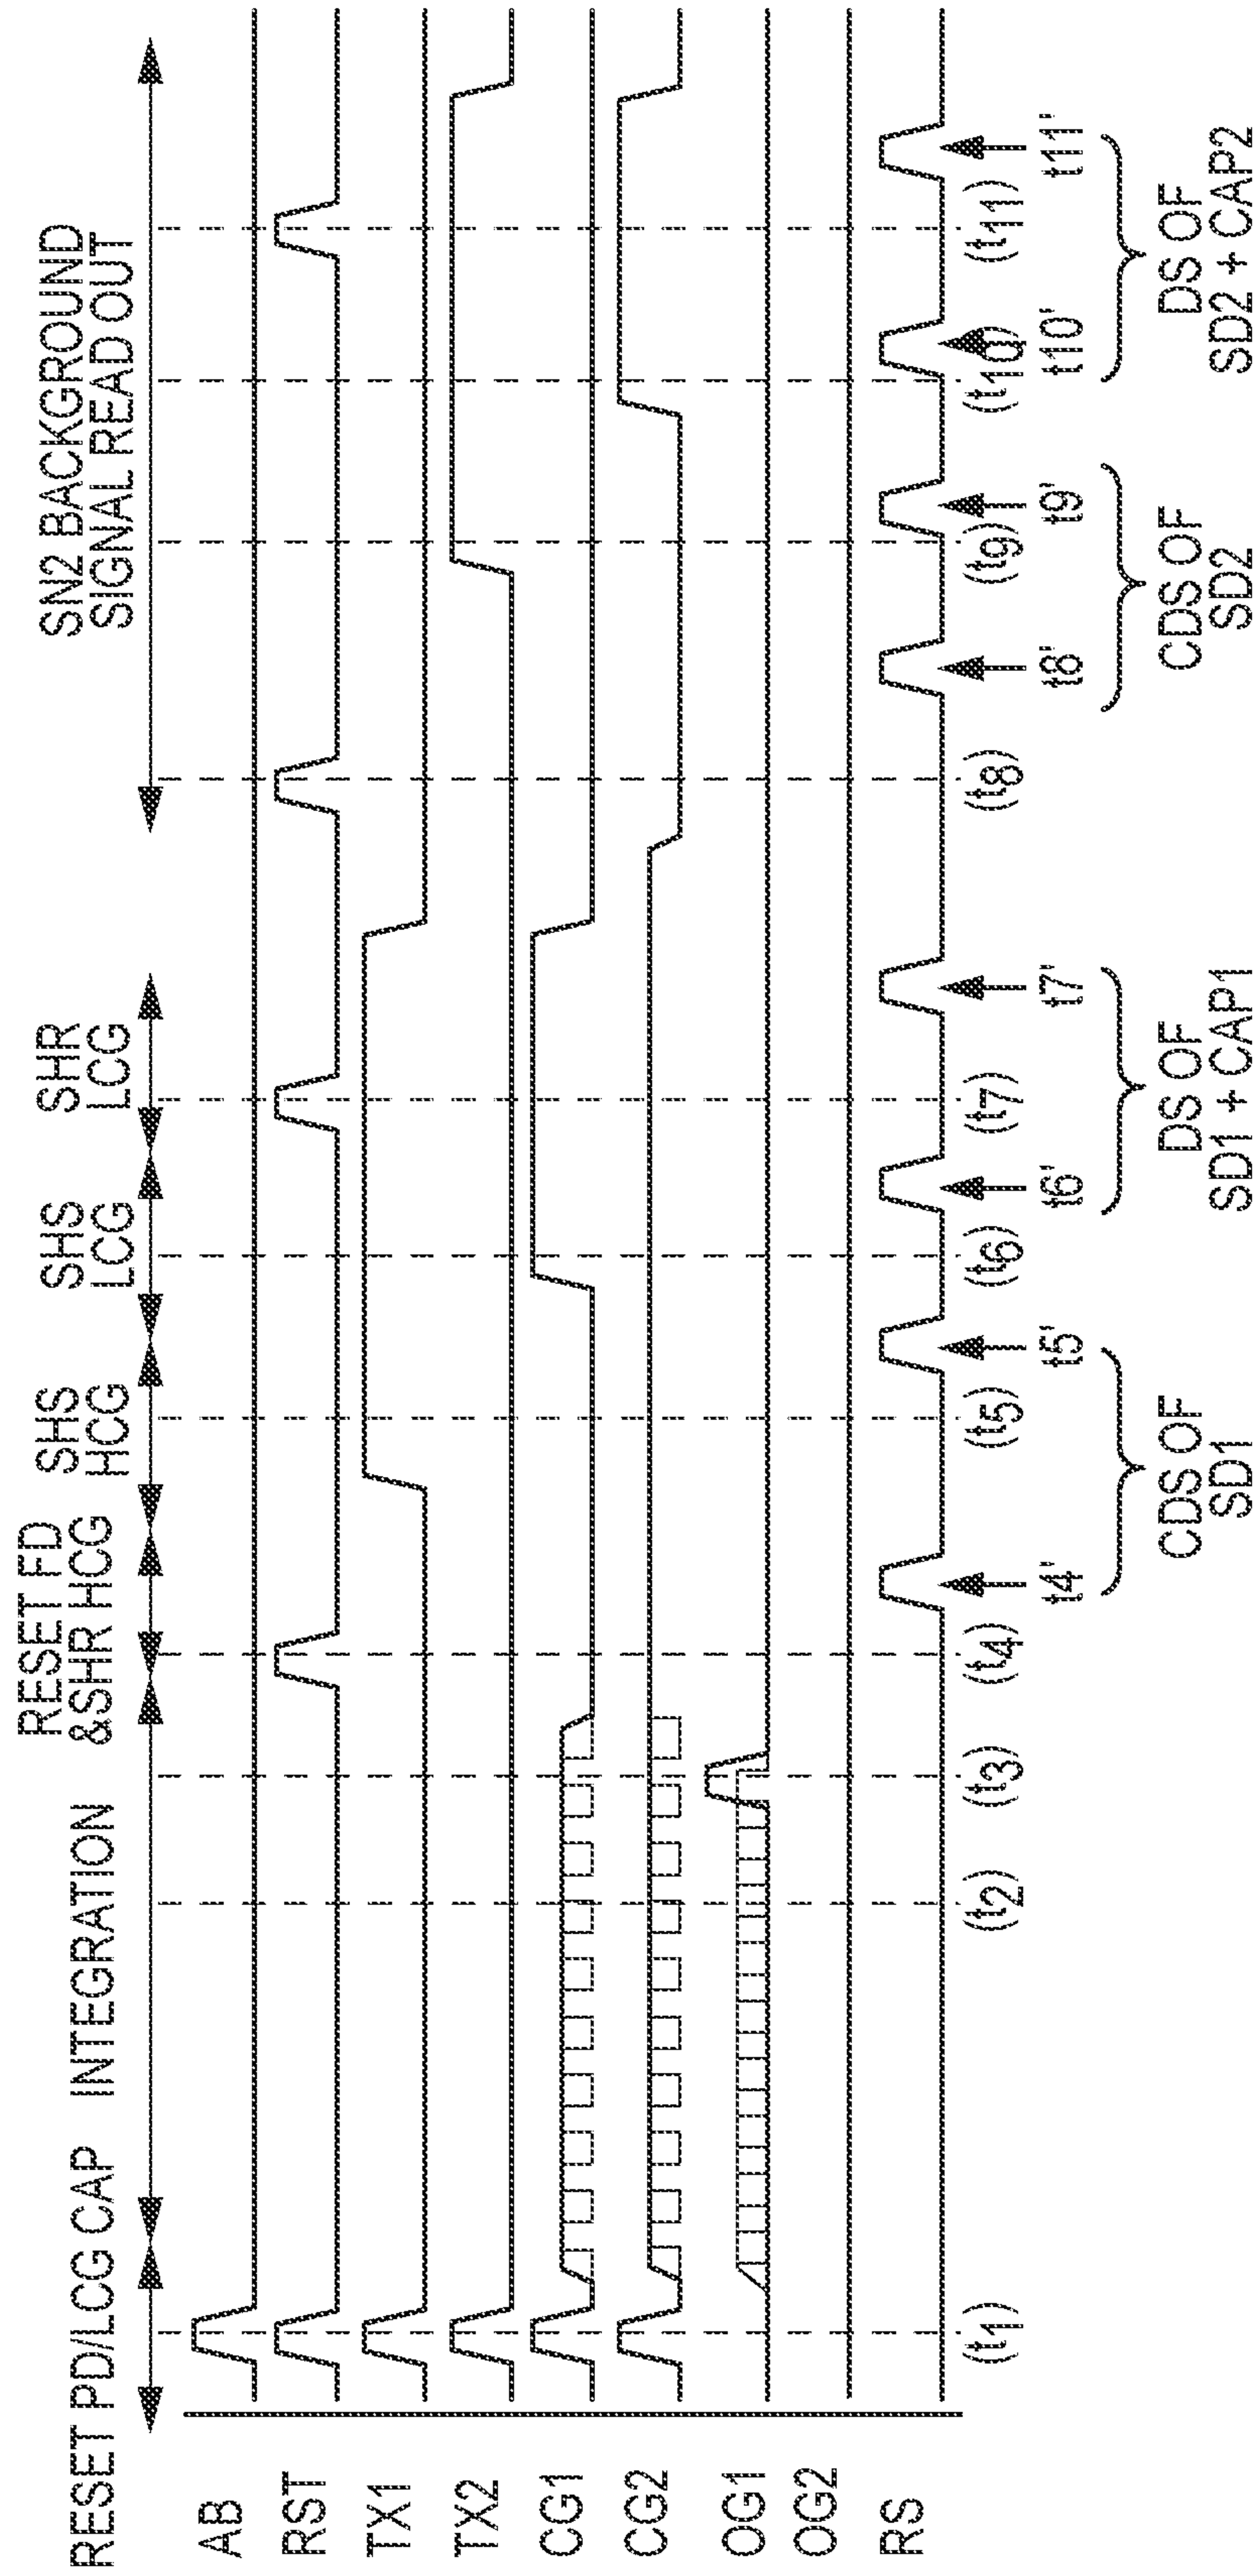 RESET PD/LCG CAP
INTEGRATION
RESET FD
&SHR HCG
SHS
HCG
SHS
LCG
SHR
LCG
SN2 BACKGROUND
SIGNAL READ OUT
AB
RST
TX1
TX2
CG1
CG2
OG1
OG2
RS
(t1)
(t2)
(t3)
(t4)
(t5)
(t6)
(t7)
(t8)
(t9)
(t10)
(t11)
t4'
t5'
t6'
t7'
t8'
t9'
t10'
t11'
CDS OF
SD1
DS OF
SD1 + CAP1
CDS OF
SD2
DS OF
SD2 + CAP2